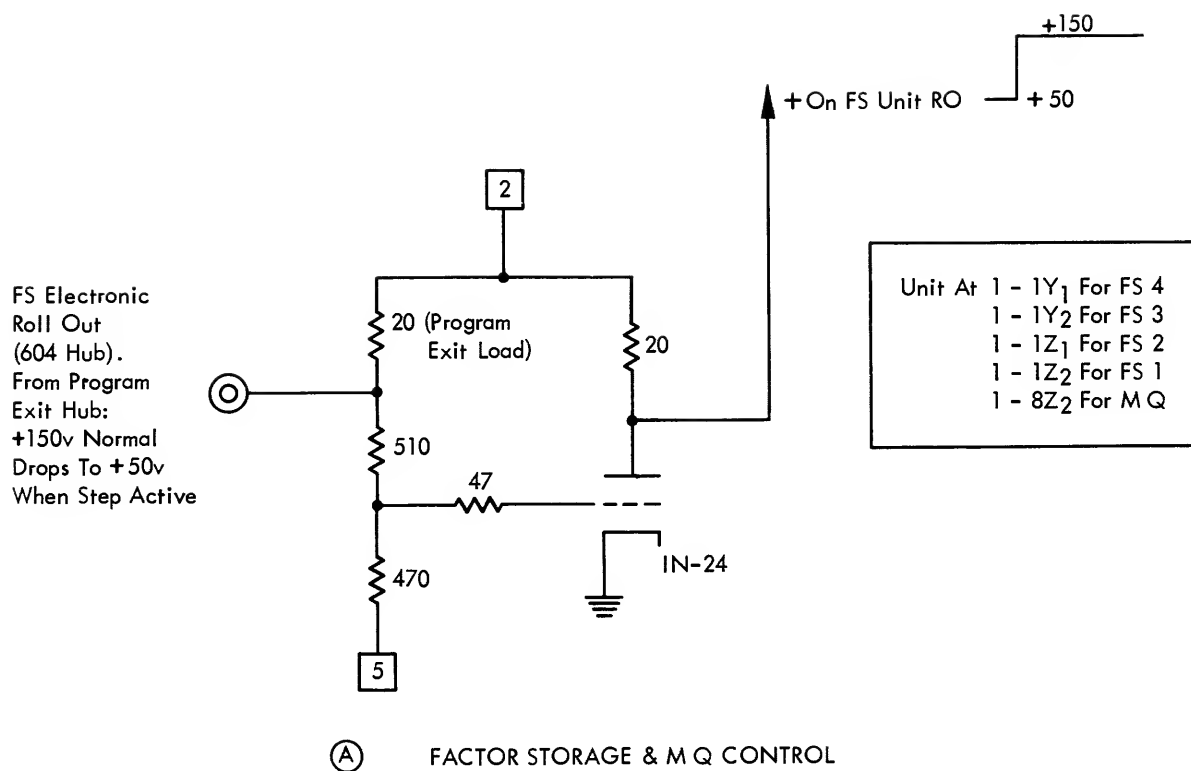 +150
+ On FS Unit RO
+ 50
2
FS Electronic
Roll Out
(604 Hub).
From Program
Exit Hub:
+150v Normal
Drops To +50v
When Step Active
20 (Program
Exit Load)
20
510
47
470
IN-24
5
Unit At 1 - 1Y1 For FS 4
1 - 1Y2 For FS 3
1 - 1Z1 For FS 2
1 - 1Z2 For FS 1
1 - 8Z2 For M Q
A FACTOR STORAGE & M Q CONTROL